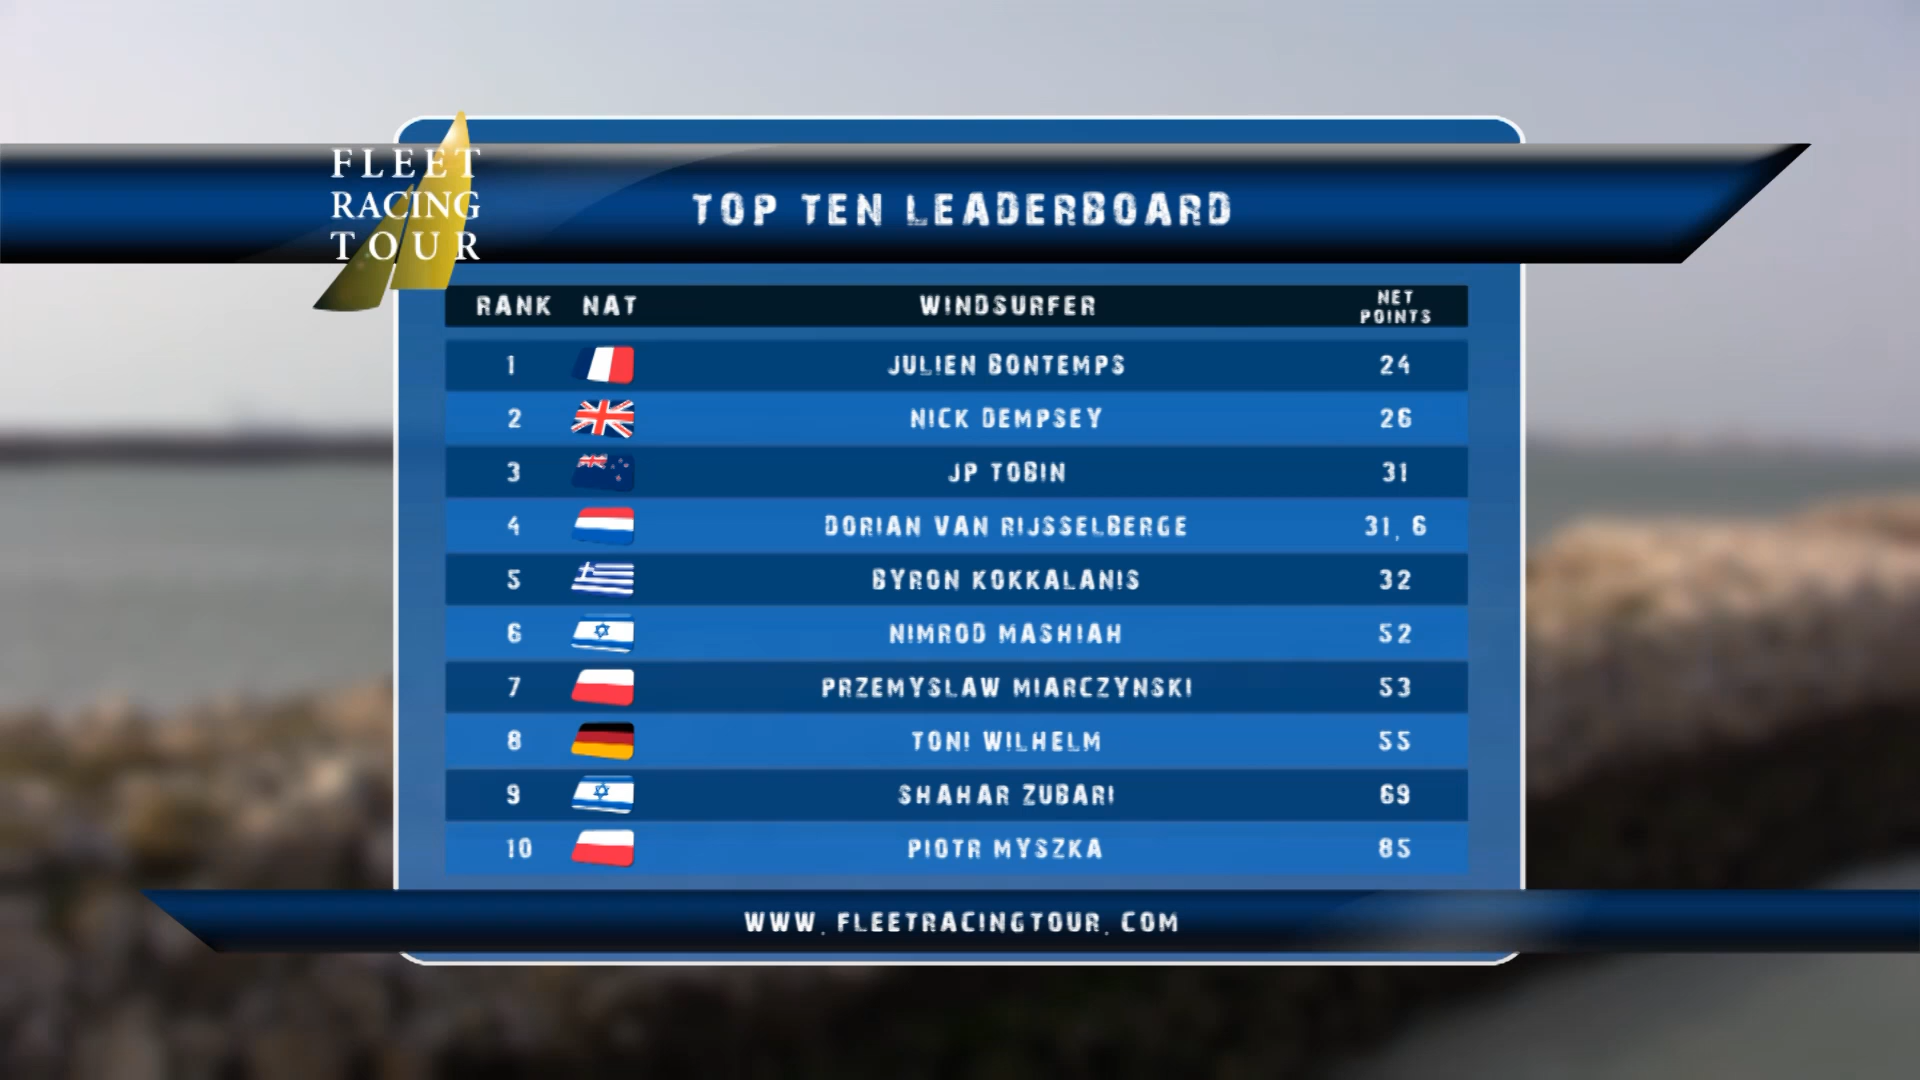 FLEET
RACING
TOUR
TOP TEN LEADERBOARD
RANK NAT WINDSURFER NET POINTS
1 JULIEN BONTEMPS 24
2 NICK DEMPSEY 26
3 JP TOBIN 31
4 DORIAN VAN RIJSSELBERGE 31, 6
5 BYRON KOKKALANIS 32
6 NIMROD MASHIAH 52
7 PRZEMYSLAW MIARCZYNSKI 53
8 TONI WILHELM 55
9 SHAHAR ZUBARI 69
10 PIOTR MYSZKA 85
WWW. FLEETRACINGTOUR. COM